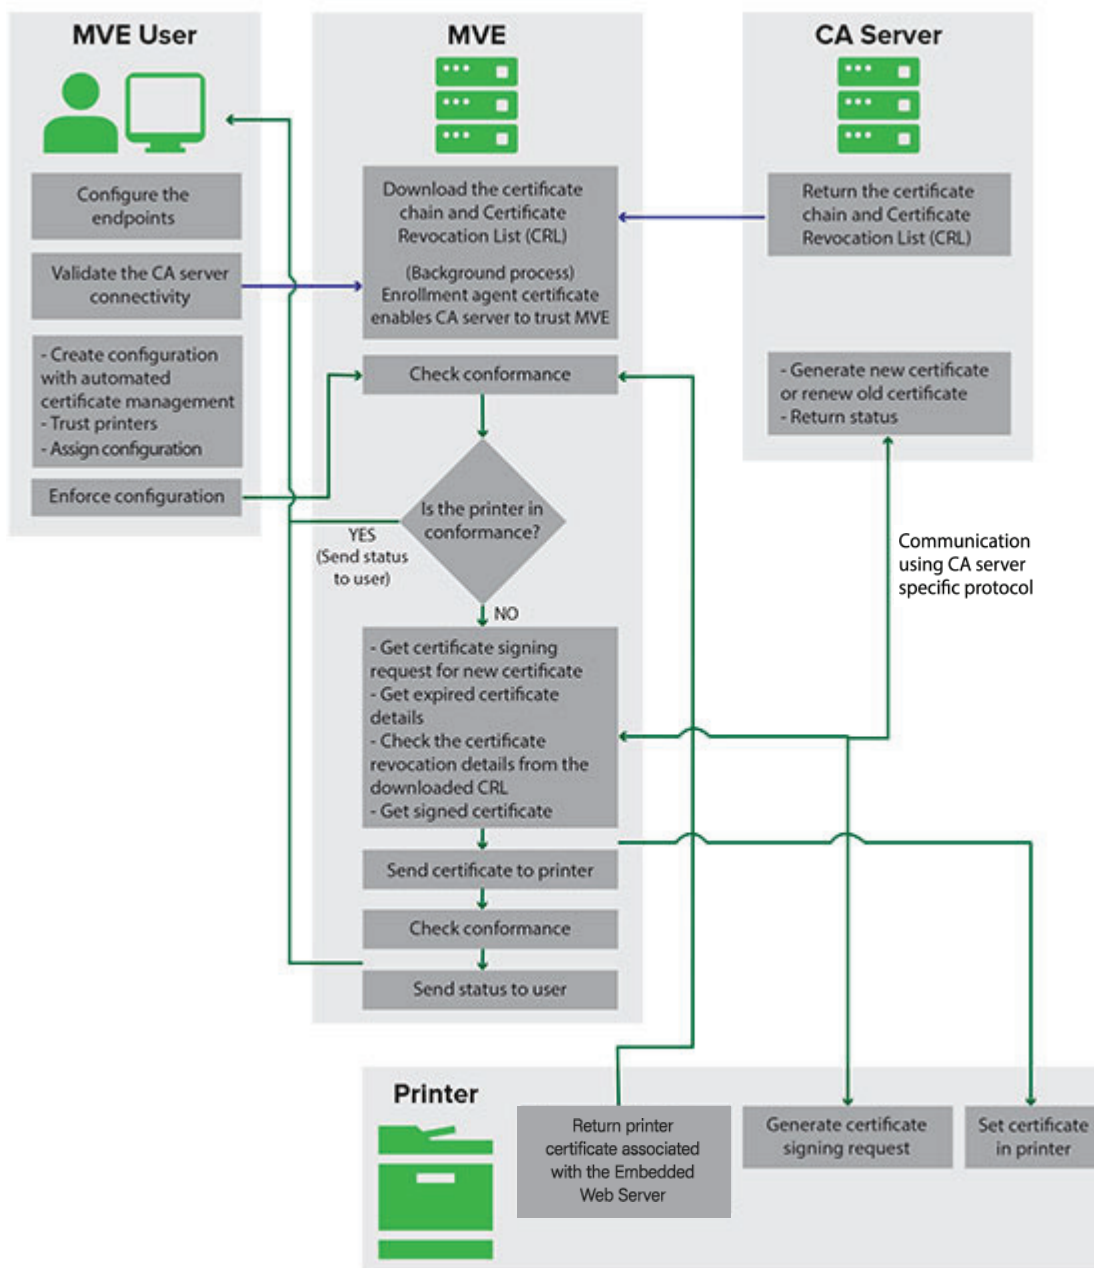 MVE User
Configure the
endpoints
Validate the CA server
connectivity
- Create configuration
with automated
certificate management
- Trust printers
- Assign configuration
Enforce configuration
MVE
Download the certificate
chain and Certificate
Revocation List (CRL)
(Background process)
Enrollment agent certificate
enables CA server to trust MVE
Check conformance
Is the printer in
conformance?
YES
(Send status
to user)
NO
- Get certificate signing
request for new certificate
- Get expired certificate
details
- Check the certificate
revocation details from the
downloaded CRL
- Get signed certificate
Send certificate to printer
Check conformance
Send status to user
CA Server
Return the certificate
chain and Certificate
Revocation List (CRL)
- Generate new certificate
or renew old certificate
- Return status
Communication
using CA server
specific protocol
Printer
Return printer
certificate associated
with the Embedded
Web Server
Generate certificate
signing request
Set certificate
in printer